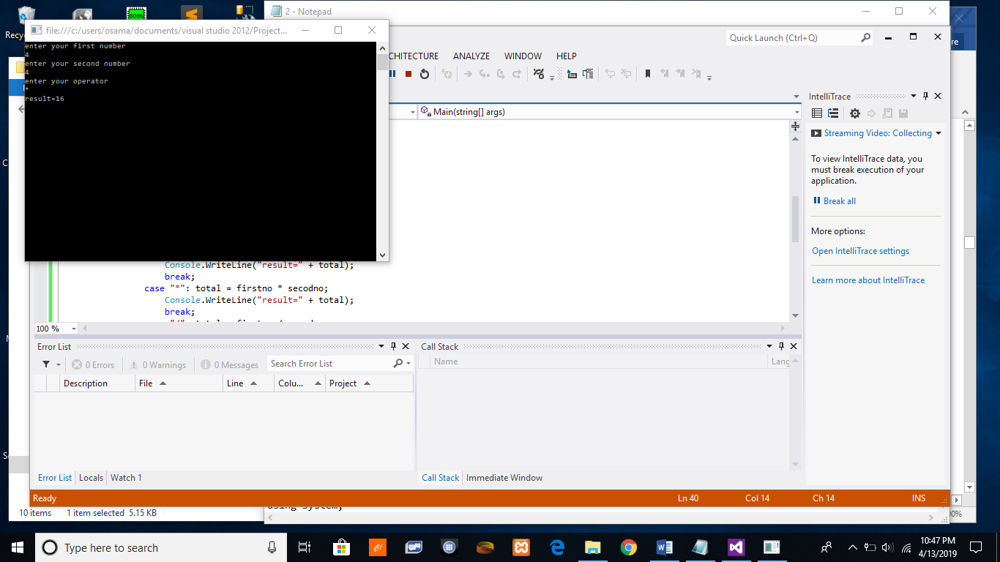 2 - Notepad
8086
Recyc
file:///c:/users/osama/documents/visual studio 2012/Project...
enter your first number
4
enter your second number
4
enter your operator
*
result=16
Quick Launch (Ctrl+Q)
CHITECTURE ANALYZE WINDOW HELP
Main(string[] args)
IntelliTrace
Streaming Video: Collecting
To view IntelliTrace data, you
must break execution of your
application.
Break all
More options:
Open IntelliTrace settings
Learn more about IntelliTrace
Console.WriteLine("result=" + total);
break;
case "*": total = firstno * secodno;
Console.WriteLine("result=" + total);
break;
100 %
Error List
0 Errors 0 Warnings 0 Messages Search Error List
Description File Line Colu... Project
Error List Locals Watch 1
Call Stack
Name Lang
Call Stack Immediate Window
Ready Ln 40 Col 14 Ch 14 INS
10 items 1 item selected 5.15 KB
Type here to search
10:47 PM
4/13/2019